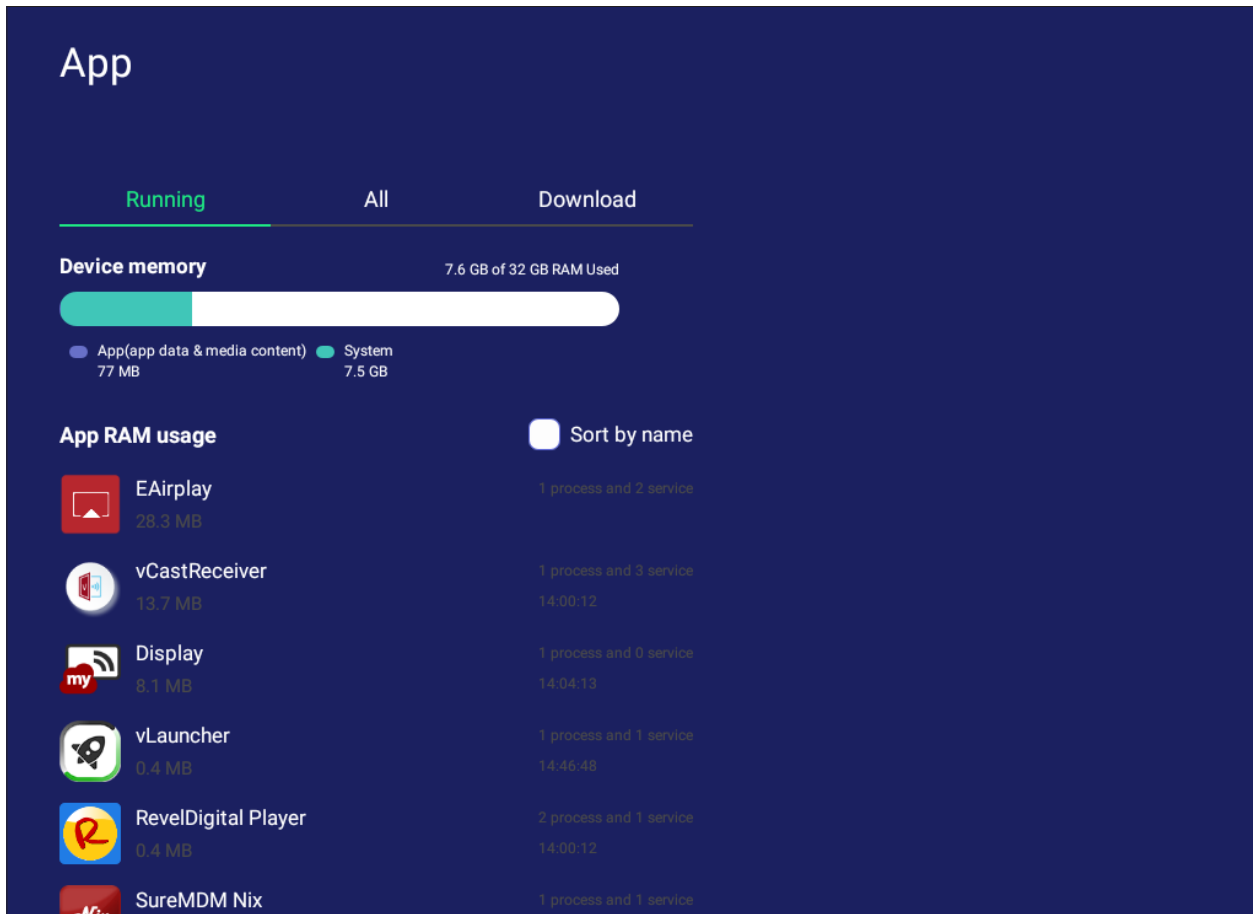 App
Running All Download
Device memory 7.6 GB of 32 GB RAM Used
App(app data & media content) System
77 MB 7.5 GB
App RAM usage Sort by name
EAirplay 1 process and 2 service
28.3 MB
vCastReceiver 1 process and 3 service
13.7 MB 14:00:12
Display 1 process and 0 service
my
8.1 MB 14:04:13
vLauncher 1 process and 1 service
0.4 MB 14:46:48
RevelDigital Player 2 process and 1 service
R
0.4 MB 14:00:12
SureMDM Nix 1 process and 1 service
Nix